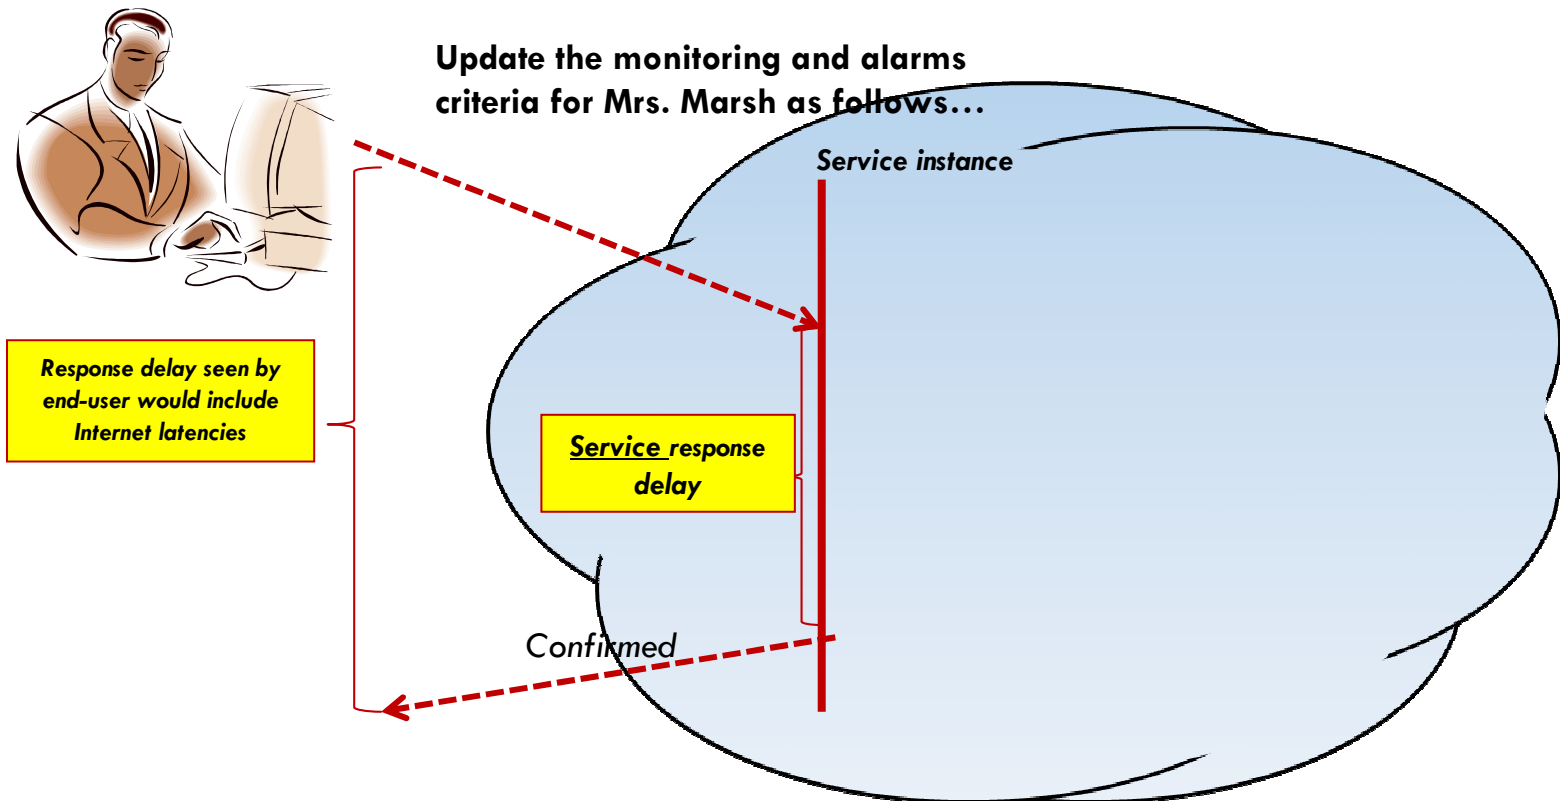 Update the monitoring and alarms
criteria for Mrs. Marsh as follows…
Service instance
Response delay seen by
end-user would include
Internet latencies
Service response
delay
Confirmed